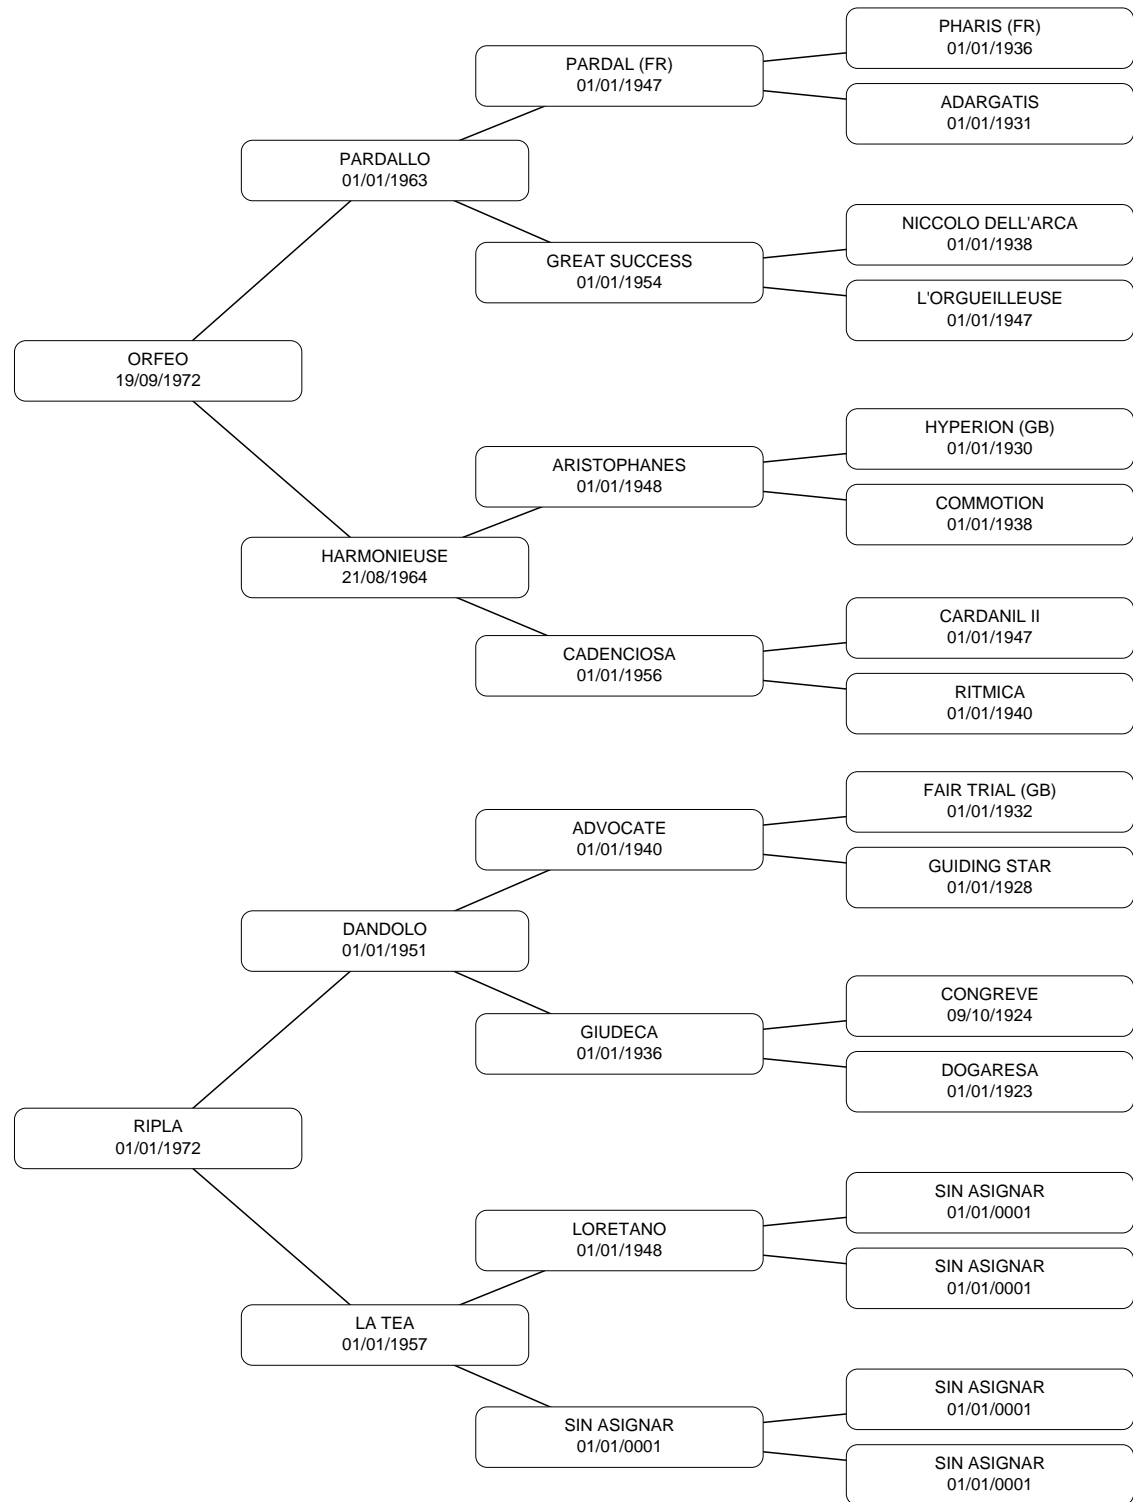 PHARIS (FR)
01/01/1936
PARDAL (FR)
01/01/1947
ADARGATIS
01/01/1931
PARDALLO
01/01/1963
NICCOLO DELL'ARCA
01/01/1938
GREAT SUCCESS
01/01/1954
L'ORGUEILLEUSE
01/01/1947
ORFEO
19/09/1972
HYPERION (GB)
01/01/1930
ARISTOPHANES
01/01/1948
COMMOTION
01/01/1938
HARMONIEUSE
21/08/1964
CARDANIL II
01/01/1947
CADENCIOSA
01/01/1956
RITMICA
01/01/1940
FAIR TRIAL (GB)
01/01/1932
ADVOCATE
01/01/1940
GUIDING STAR
01/01/1928
DANDOLO
01/01/1951
CONGREVE
09/10/1924
GIUDECA
01/01/1936
DOGARESA
01/01/1923
RIPLA
01/01/1972
SIN ASIGNAR
01/01/0001
LORETANO
01/01/1948
SIN ASIGNAR
01/01/0001
LA TEA
01/01/1957
SIN ASIGNAR
01/01/0001
SIN ASIGNAR
01/01/0001
SIN ASIGNAR
01/01/0001